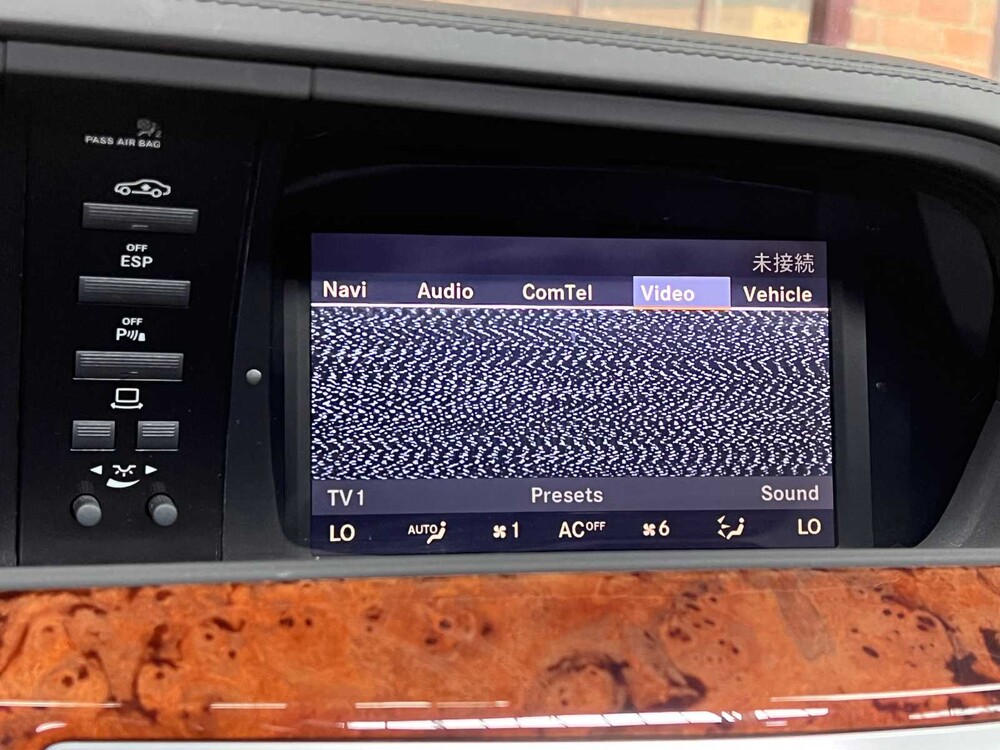 PASS AIR BAG
OFF
ESP
OFF
P
未接続
Navi Audio ComTel Video Vehicle
TV1 Presets Sound
LO AUTO 1 AC OFF 6 LO